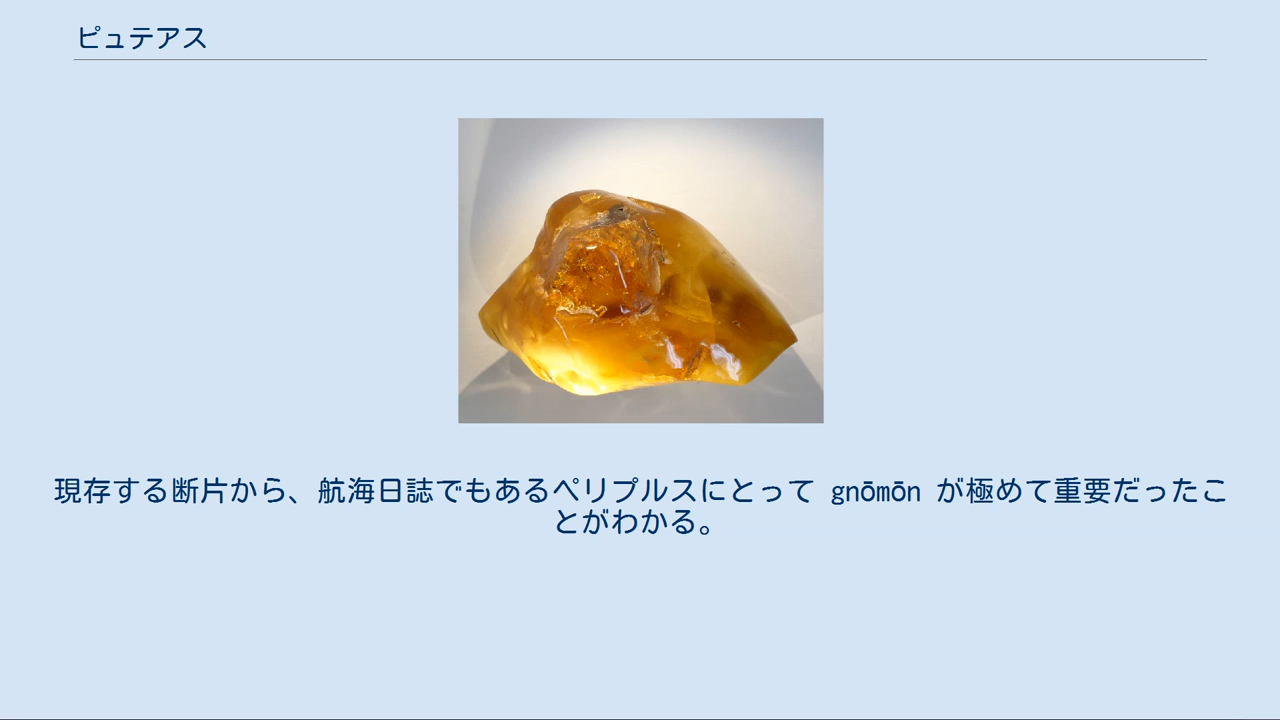 ピュテアス
現存する断片から、航海日誌でもあるペリプルスにとって gnōmōn が極めて重要だったこ
とがわかる。